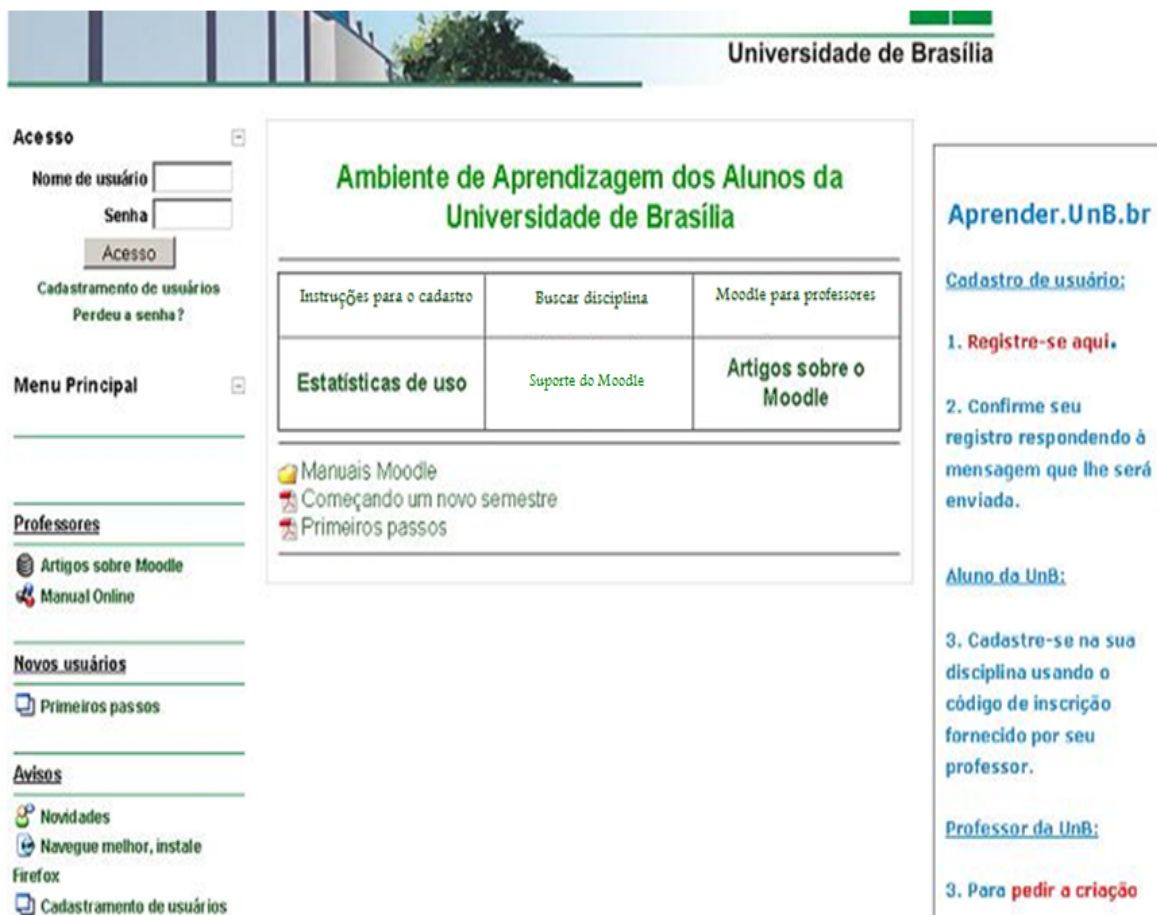 Universidade de Brasília
Acesso
Nome de usuário
Senha
Acesso
Cadastramento de usuários
Perdeu a senha?
Menu Principal
Professores
Artigos sobre Moodle
Manual Online
Novos usuários
Primeiros passos
Avisos
Novidades
Navegue melhor, instale
Firefox
Cadastramento de usuários
Ambiente de Aprendizagem dos Alunos da
Universidade de Brasília
Instruções para o cadastro
Buscar disciplina
Moodle para professores
Estatísticas de uso
Suporte do Moodle
Artigos sobre o
Moodle
Manuais Moodle
Começando um novo semestre
Primeiros passos
Aprender.UnB.br
Cadastro de usuário:
1. Registre-se aqui.
2. Confirme seu
registro respondendo à
mensagem que lhe será
enviada.
Aluno da UnB:
3. Cadastre-se na sua
disciplina usando o
código de inscrição
fornecido por seu
professor.
Professor da UnB:
3. Para pedir a criação